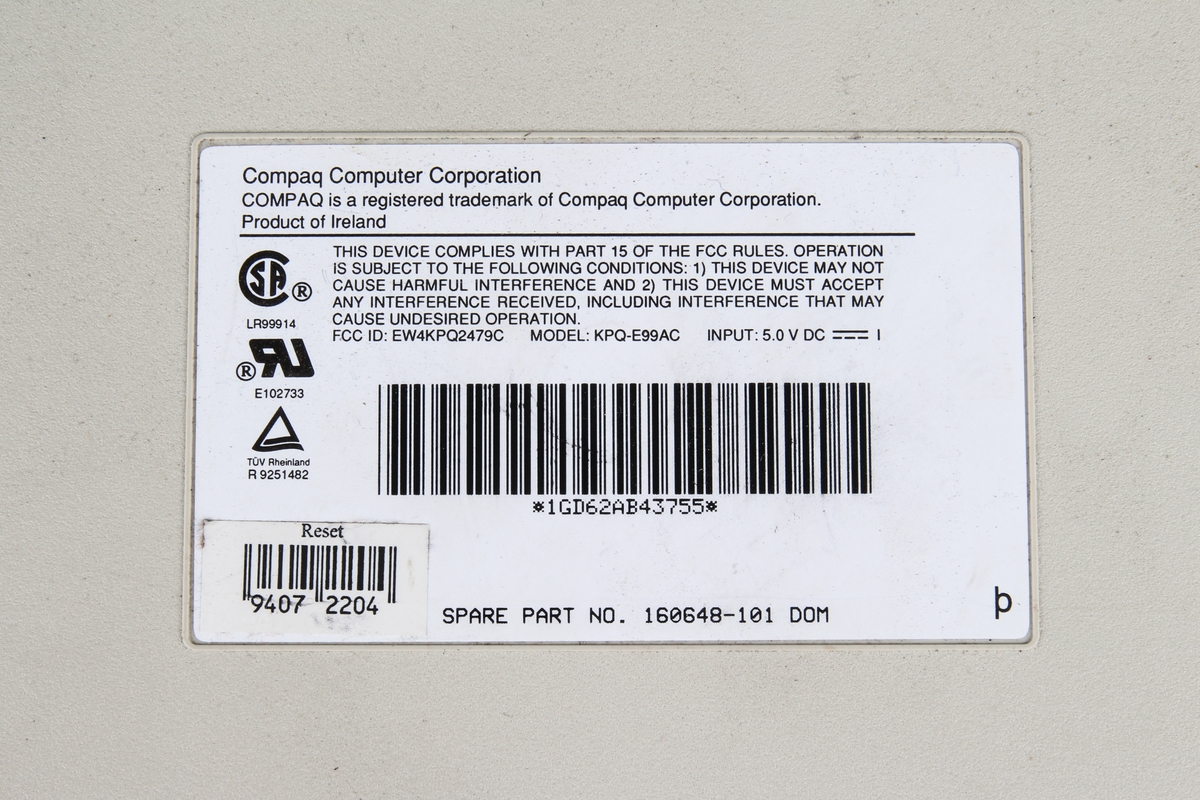 Compaq Computer Corporation
COMPAQ is a registered trademark of Compaq Computer Corporation.
Product of Ireland
THIS DEVICE COMPLIES WITH PART 15 OF THE FCC RULES. OPERATION
IS SUBJECT TO THE FOLLOWING CONDITIONS: 1) THIS DEVICE MAY NOT
CAUSE HARMFUL INTERFERENCE AND 2) THIS DEVICE MUST ACCEPT
ANY INTERFERENCE RECEIVED, INCLUDING INTERFERENCE THAT MAY
CAUSE UNDESIRED OPERATION.
FCC ID: EW4KPQ2479C MODEL: KPQ-E99AC INPUT: 5.0 V DC ⎓ I
SA ®
LR99914
® RU
E102733
TÜV Rheinland
R 9251482
*1GD62AB43755*
Reset
9407 2204
SPARE PART NO. 160648-101 DOM
þ